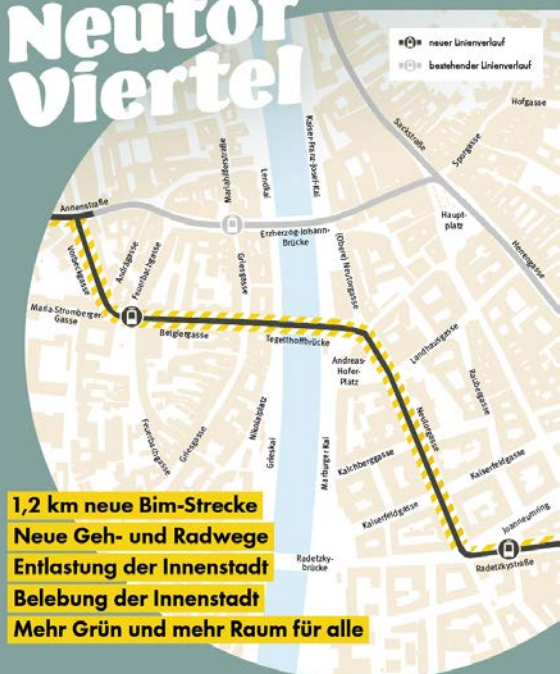 Neutor
Viertel
neuer Linienverlauf
bestehender Linienverlauf
Hofgasse
Sackstraße
Sporgasse
Kaiser-Franz-Josef-Kai
Mariahilferstraße
Lendkai
Annenstraße
Haupt-
platz
Erzherzog-Johann-
Brücke
Herrengasse
Vorbeckgasse
Andrägasse
Feuerbachgasse
Griesgasse
(Obere) Neutorgasse
Maria-Stromberger-
Gasse
Belgiergasse
Tegetthoffbrücke
Landhausgasse
Andreas-
Hofer-
Platz
Raubergasse
Neutorgasse
Feuerbachgasse
Griesgasse
Nikolaiplatz
Grieskai
Marburger Kai
Kalchberggasse
Kaiserfeldgasse
Kaiserfeldgasse
Joanneumring
Radetzky-
brücke
Radetzkystraße
1,2 km neue Bim-Strecke
Neue Geh- und Radwege
Entlastung der Innenstadt
Belebung der Innenstadt
Mehr Grün und mehr Raum für alle